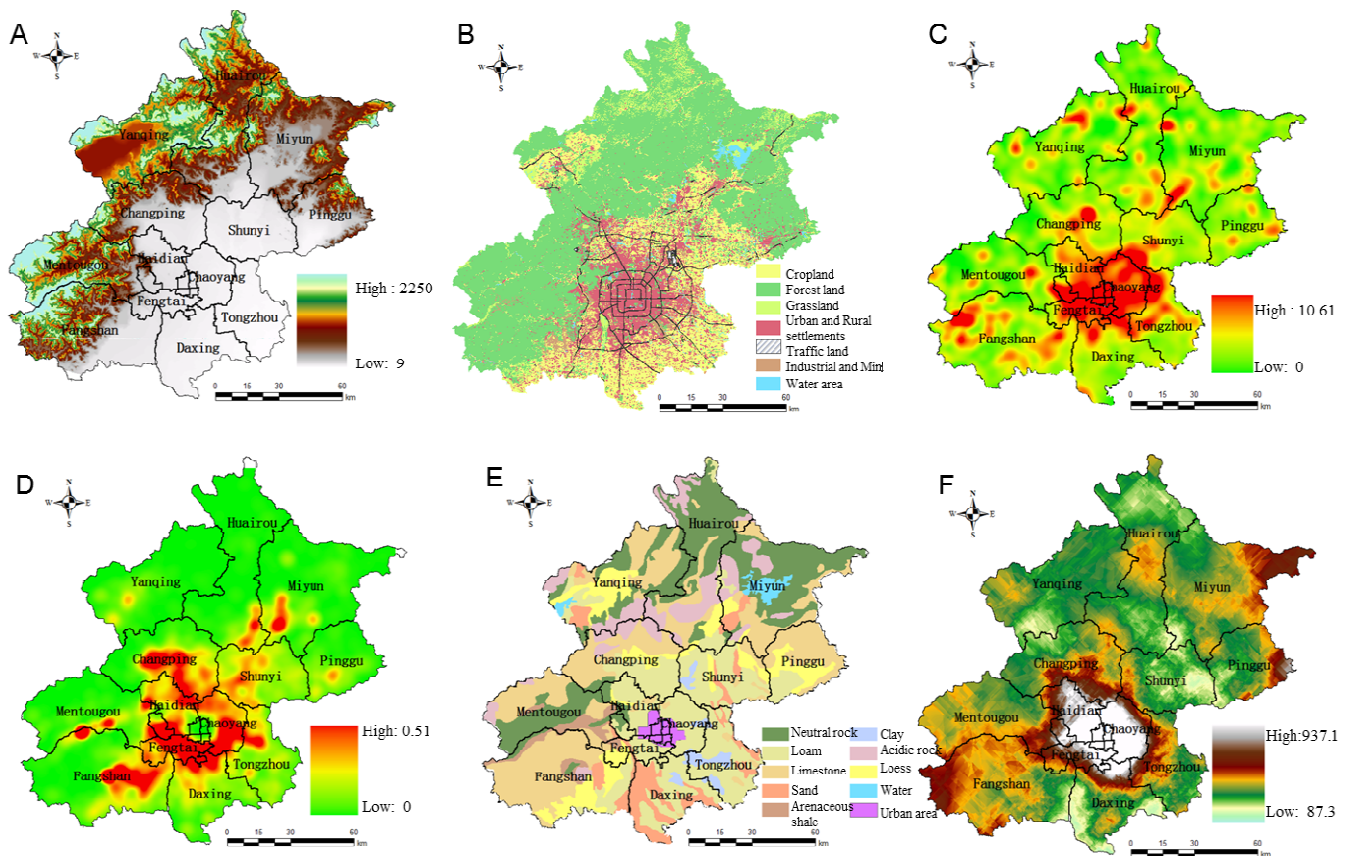 A
N
W E
S
Huairou
Yanqing
Miyun
Changping
Pinggu
Shunyi
Mentougou
Haidian
Chaoyang
Fengtai
Tongzhou
Fangshan
Daxing
High : 2250
Low: 9
0 15 30 60
km
B
N
W E
S
Cropland
Forest land
Grassland
Urban and Rural
settlements
Traffic land
Industrial and Min
Water area
0 15 30 60
km
C
N
W E
S
Huairou
Yanqing
Miyun
Changping
Pinggu
Shunyi
Mentougou
Haidian
Chaoyang
Fengtai
Tongzhou
Fangshan
Daxing
High : 10.61
Low: 0
0 15 30 60
km
D
N
W E
S
Huairou
Yanqing
Miyun
Changping
Pinggu
Shunyi
Mentougou
Haidian
Chaoyang
Fengtai
Tongzhou
Fangshan
Daxing
High: 0.51
Low: 0
0 15 30 60
km
E
N
W E
S
Huairou
Yanqing
Miyun
Changping
Pinggu
Shunyi
Mentougou
Haidian
Chaoyang
Fengtai
Tongzhou
Fangshan
Daxing
Neutral rock
Loam
Limestone
Sand
Arenaceous
shale
Clay
Acidic rock
Loess
Water
Urban area
0 15 30 60
km
F
N
W E
S
Huairou
Yanqing
Miyun
Changping
Pinggu
Shunyi
Mentougou
Haidian
Chaoyang
Fengtai
Tongzhou
Fangshan
Daxing
High:937.1
Low: 87.3
0 15 30 60
km